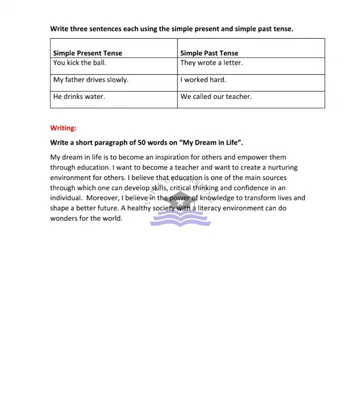 Write three sentences each using the simple present and simple past tense.
Simple Present Tense Simple Past Tense
You kick the ball. They wrote a letter.
My father drives slowly. I worked hard.
He drinks water. We called our teacher.
Writing:
Write a short paragraph of 50 words on “My Dream in Life”.
My dream in life is to become an inspiration for others and empower them
through education. I want to become a teacher and want to create a nurturing
environment for others. I believe that education is one of the main sources
through which one can develop skills, critical thinking and confidence in an
individual. Moreover, I believe in the power of knowledge to transform lives and
shape a better future. A healthy society with a literacy environment can do
wonders for the world.